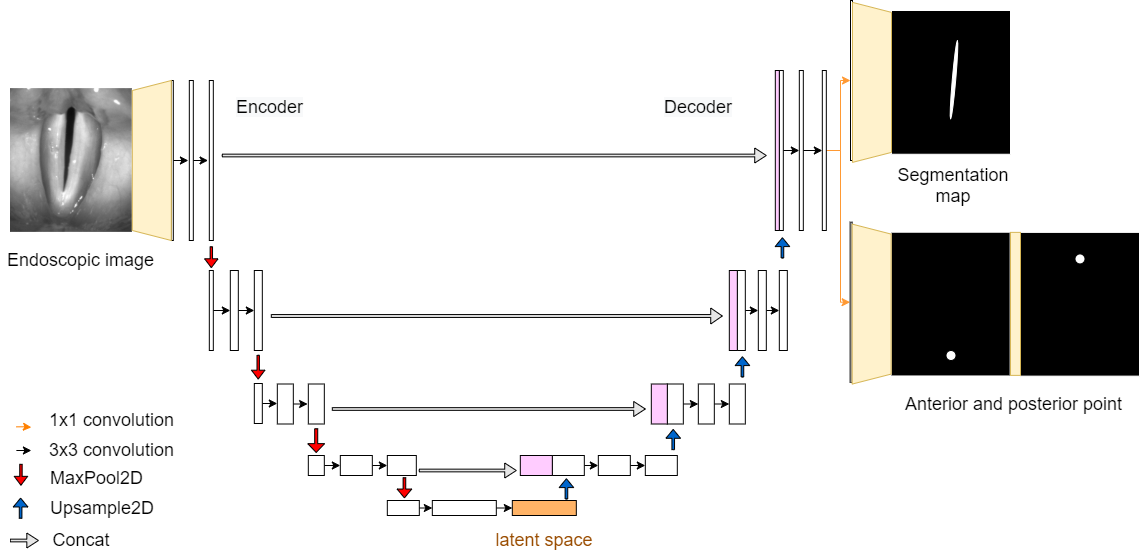 Encoder
Decoder
Segmentation
map
Endoscopic image
Anterior and posterior point
1x1 convolution
3x3 convolution
MaxPool2D
Upsample2D
Concat
latent space